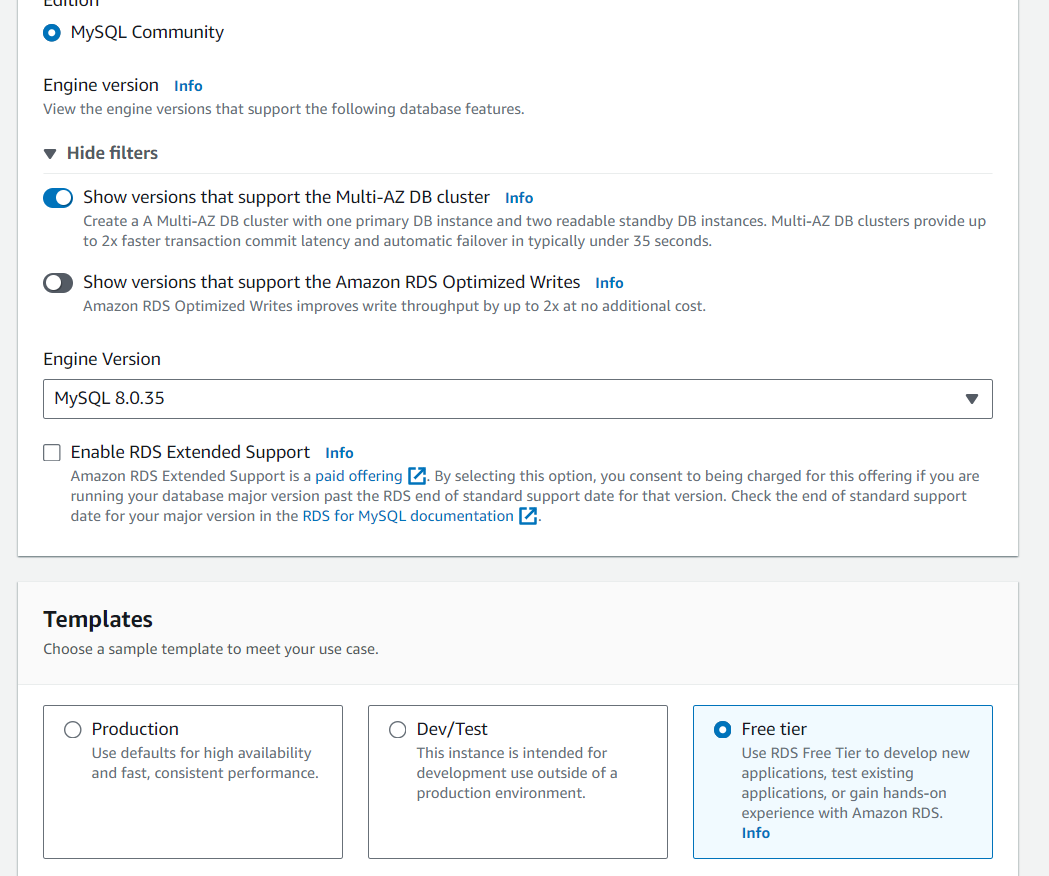 Edition
MySQL Community
Engine version Info
View the engine versions that support the following database features.
Hide filters
Show versions that support the Multi-AZ DB cluster Info
Create a A Multi-AZ DB cluster with one primary DB instance and two readable standby DB instances. Multi-AZ DB clusters provide up
to 2x faster transaction commit latency and automatic failover in typically under 35 seconds.
Show versions that support the Amazon RDS Optimized Writes Info
Amazon RDS Optimized Writes improves write throughput by up to 2x at no additional cost.
Engine Version
MySQL 8.0.35
Enable RDS Extended Support Info
Amazon RDS Extended Support is a paid offering. By selecting this option, you consent to being charged for this offering if you are
running your database major version past the RDS end of standard support date for that version. Check the end of standard support
date for your major version in the RDS for MySQL documentation.
Templates
Choose a sample template to meet your use case.
Production
Use defaults for high availability
and fast, consistent performance.
Dev/Test
This instance is intended for
development use outside of a
production environment.
Free tier
Use RDS Free Tier to develop new
applications, test existing
applications, or gain hands-on
experience with Amazon RDS.
Info